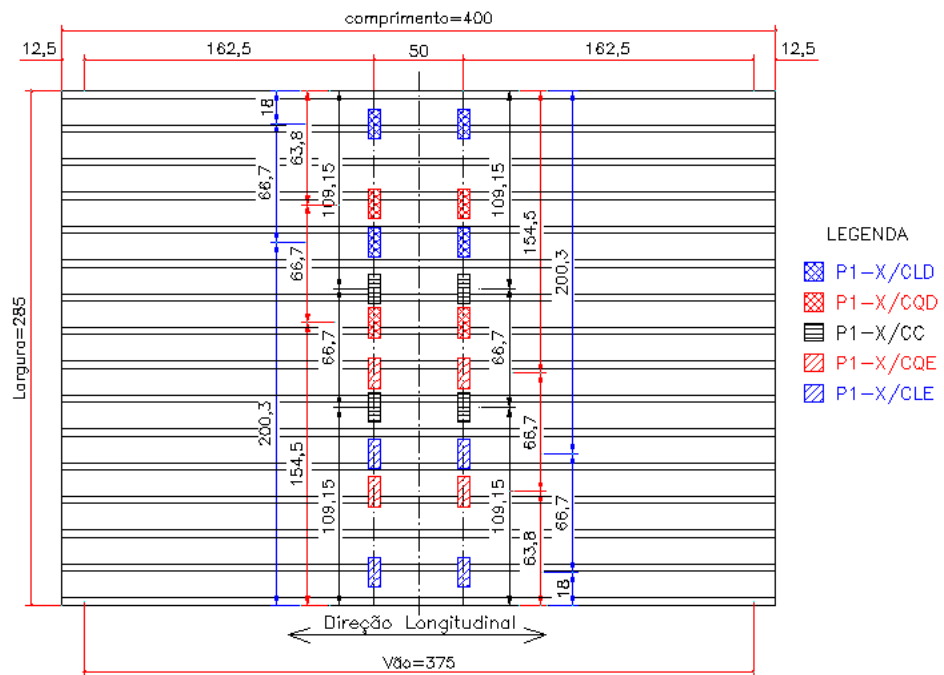 comprimento=400
12,5
162,5
50
162,5
12,5
18
63,8
66,7
109,15
109,15
154,5
200,3
66,7
66,7
66,7
Largura=285
200,3
154,5
109,15
109,15
66,7
66,7
63,8
18
Direção Longitudinal
Vão=375
LEGENDA
P1-X/CLD
P1-X/CQD
P1-X/CC
P1-X/CQE
P1-X/CLE